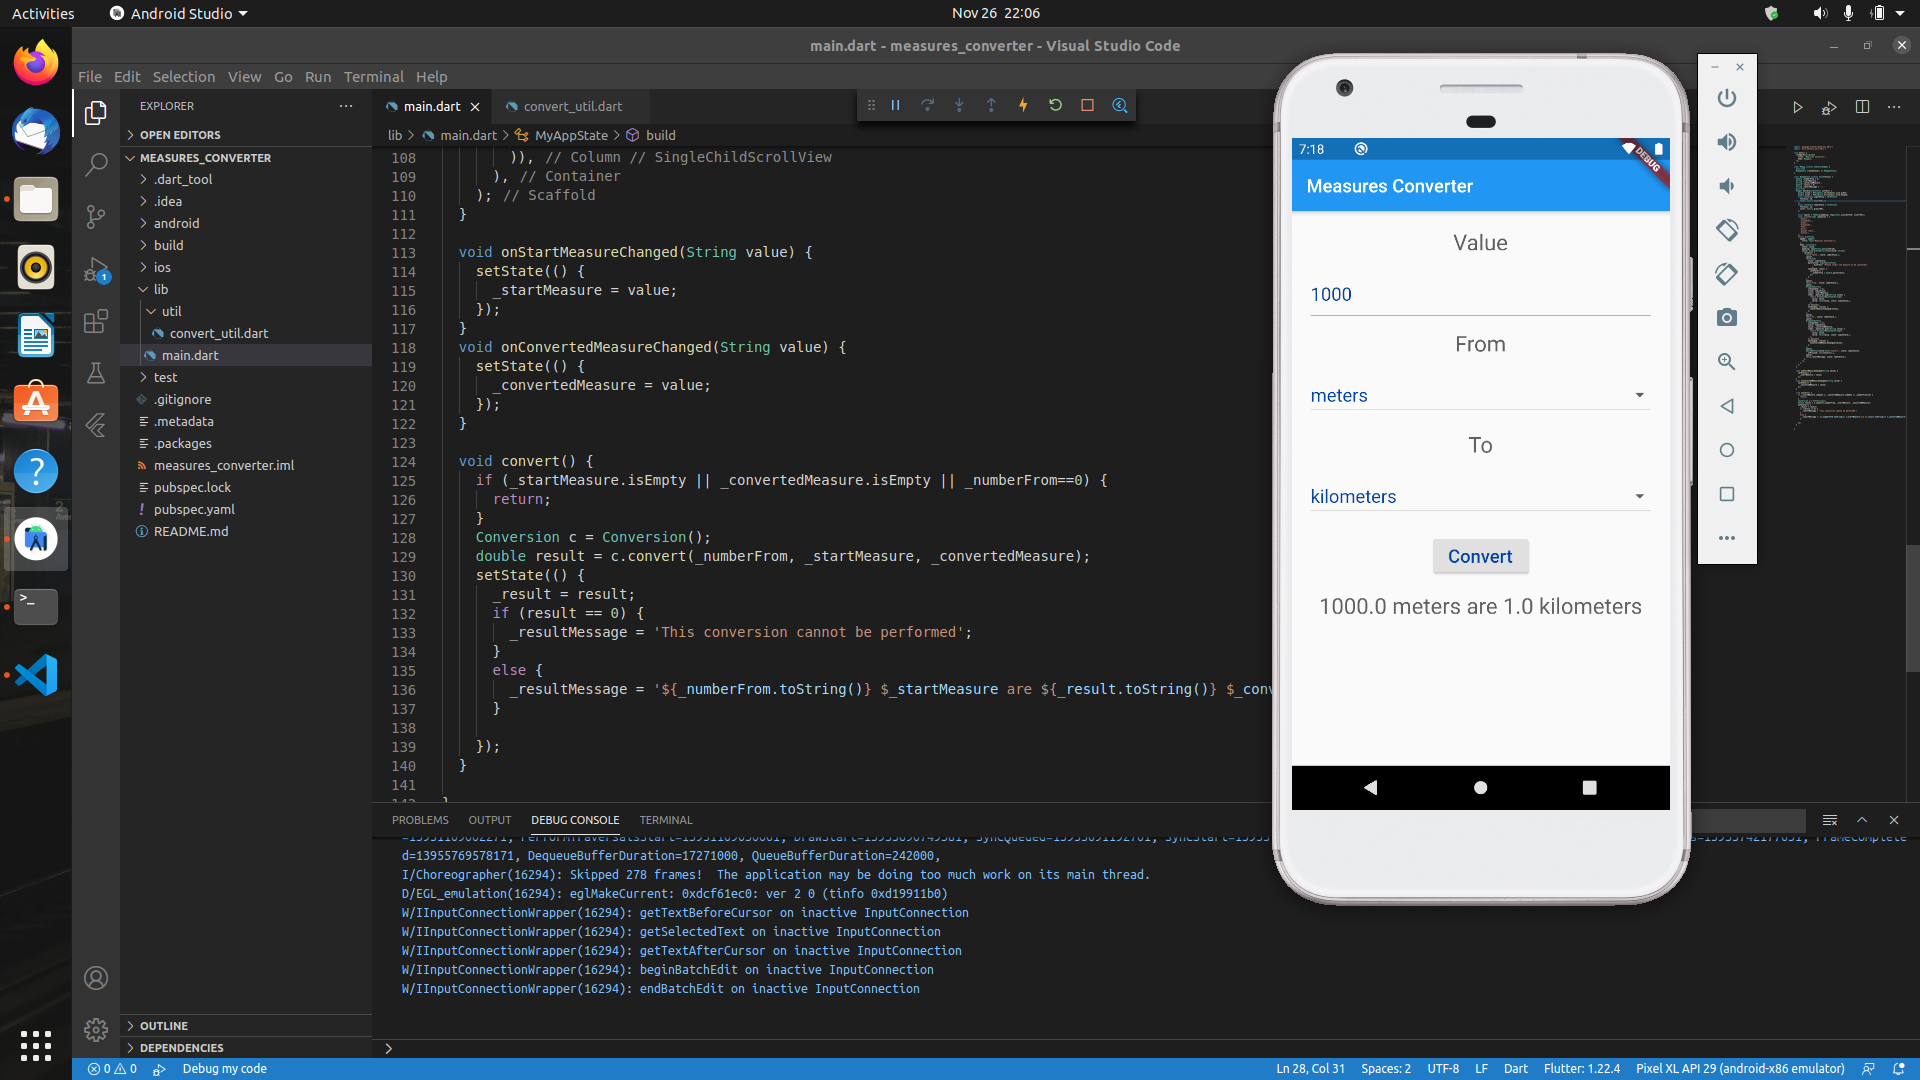 Activities
Android Studio
Nov 26 22:06
main.dart - measures_converter - Visual Studio Code
File Edit Selection View Go Run Terminal Help
EXPLORER
OPEN EDITORS
MEASURES_CONVERTER
.dart_tool
.idea
android
build
ios
lib
util
convert_util.dart
main.dart
test
.gitignore
.metadata
.packages
measures_converter.iml
pubspec.lock
pubspec.yaml
README.md
OUTLINE
DEPENDENCIES
1
main.dart
convert_util.dart
lib > main.dart > MyAppState > build
108 )), // Column // SingleChildScrollView
109 ), // Container
110 ); // Scaffold
111 }
112
113 void onStartMeasureChanged(String value) {
114 setState(() {
115 _startMeasure = value;
116 });
117 }
118 void onConvertedMeasureChanged(String value) {
119 setState(() {
120 _convertedMeasure = value;
121 });
122 }
123
124 void convert() {
125 if (_startMeasure.isEmpty || _convertedMeasure.isEmpty || _numberFrom==0) {
126 return;
127 }
128 Conversion c = Conversion();
129 double result = c.convert(_numberFrom, _startMeasure, _convertedMeasure);
130 setState(() {
131 _result = result;
132 if (result == 0) {
133 _resultMessage = 'This conversion cannot be performed';
134 }
135 else {
136 _resultMessage = '${_numberFrom.toString()} $_startMeasure are ${_result.toString()} $_conv
137 }
138
139 });
140 }
141
PROBLEMS OUTPUT DEBUG CONSOLE TERMINAL
d=13955769578171, DequeueBufferDuration=17271000, QueueBufferDuration=242000,
I/Choreographer(16294): Skipped 278 frames! The application may be doing too much work on its main thread.
D/EGL_emulation(16294): eglMakeCurrent: 0xdcf61ec0: ver 2 0 (tinfo 0xd19911b0)
W/IInputConnectionWrapper(16294): getTextBeforeCursor on inactive InputConnection
W/IInputConnectionWrapper(16294): getSelectedText on inactive InputConnection
W/IInputConnectionWrapper(16294): getTextAfterCursor on inactive InputConnection
W/IInputConnectionWrapper(16294): beginBatchEdit on inactive InputConnection
W/IInputConnectionWrapper(16294): endBatchEdit on inactive InputConnection
7:18
DEBUG
Measures Converter
Value
1000
From
meters
To
kilometers
Convert
1000.0 meters are 1.0 kilometers
0 0 Debug my code
Ln 28, Col 31 Spaces: 2 UTF-8 LF Dart Flutter: 1.22.4 Pixel XL API 29 (android-x86 emulator)